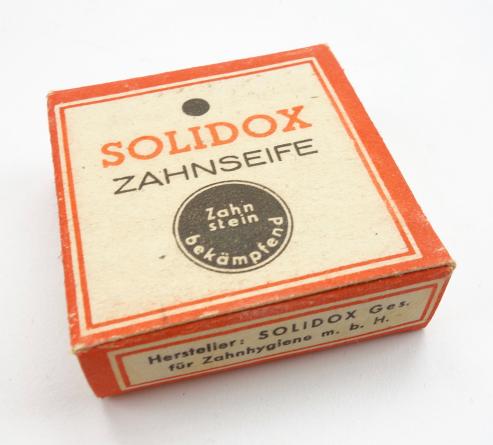 SOLIDOX
ZAHNSEIFE
Zahn
stein
bekämpfend
Hersteller: SOLIDOX Ges.
für Zahnhygiene m. b. H.